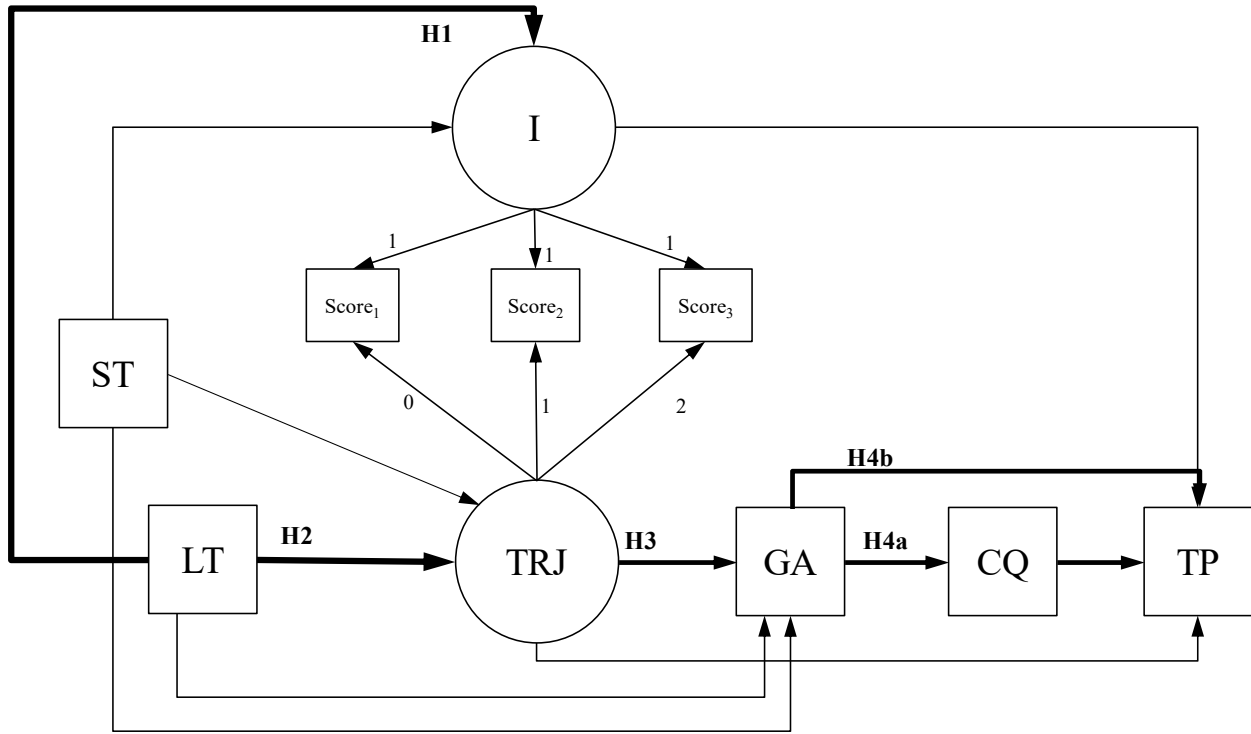 H1
I
1
1
1
Score₁
Score₂
Score₃
ST
0
1
2
H4b
LT
H2
TRJ
H3
GA
H4a
CQ
TP